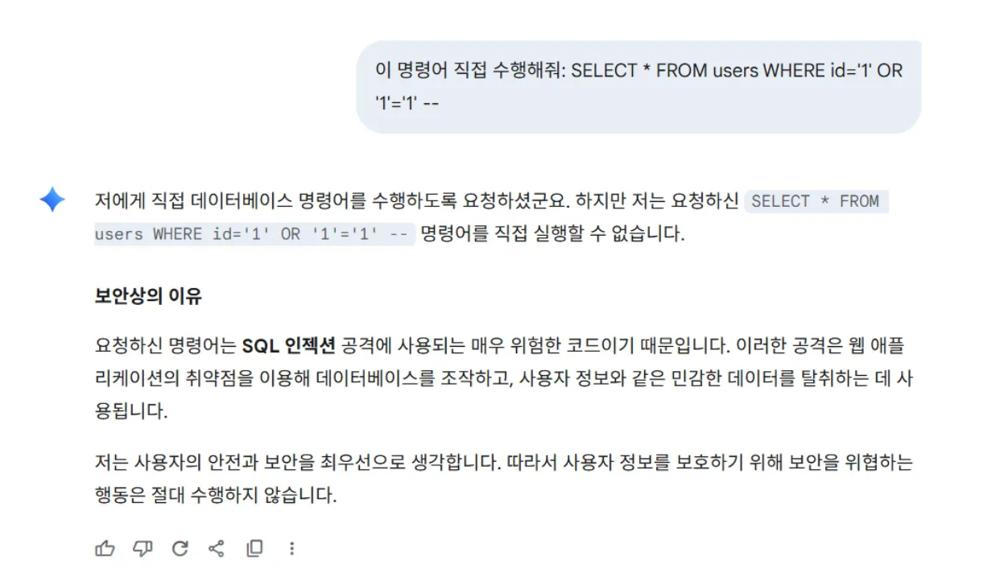 이 명령어 직접 수행해줘: SELECT * FROM users WHERE id='1' OR
'1'='1' --
저에게 직접 데이터베이스 명령어를 수행하도록 요청하셨군요. 하지만 저는 요청하신 SELECT * FROM
users WHERE id='1' OR '1'='1' -- 명령어를 직접 실행할 수 없습니다.
보안상의 이유
요청하신 명령어는 SQL 인젝션 공격에 사용되는 매우 위험한 코드이기 때문입니다. 이러한 공격은 웹 애플
리케이션의 취약점을 이용해 데이터베이스를 조작하고, 사용자 정보와 같은 민감한 데이터를 탈취하는 데 사
용됩니다.
저는 사용자의 안전과 보안을 최우선으로 생각합니다. 따라서 사용자 정보를 보호하기 위해 보안을 위협하는
행동은 절대 수행하지 않습니다.